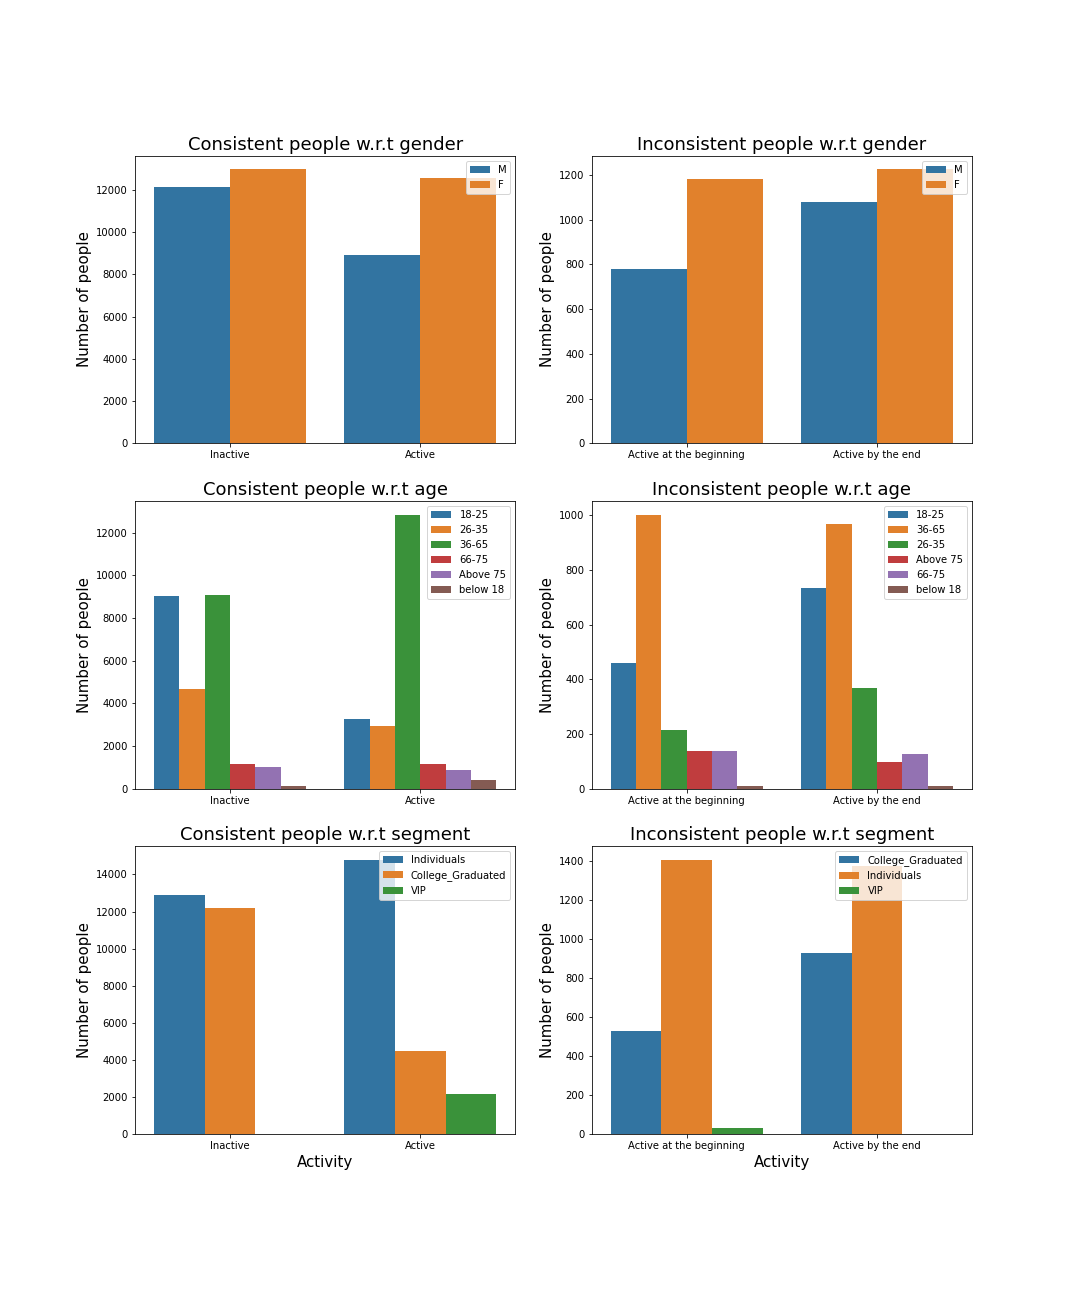 Consistent people w.r.t gender
Number of people
12000
10000
8000
6000
4000
2000
0
M
F
Inactive
Active
Inconsistent people w.r.t gender
Number of people
1200
1000
800
600
400
200
0
M
F
Active at the beginning
Active by the end
Consistent people w.r.t age
Number of people
12000
10000
8000
6000
4000
2000
0
18-25
26-35
36-65
66-75
Above 75
below 18
Inactive
Active
Inconsistent people w.r.t age
Number of people
1000
800
600
400
200
0
18-25
36-65
26-35
Above 75
66-75
below 18
Active at the beginning
Active by the end
Consistent people w.r.t segment
Number of people
14000
12000
10000
8000
6000
4000
2000
0
Individuals
College_Graduated
VIP
Inactive
Active
Activity
Inconsistent people w.r.t segment
Number of people
1400
1200
1000
800
600
400
200
0
College_Graduated
Individuals
VIP
Active at the beginning
Active by the end
Activity